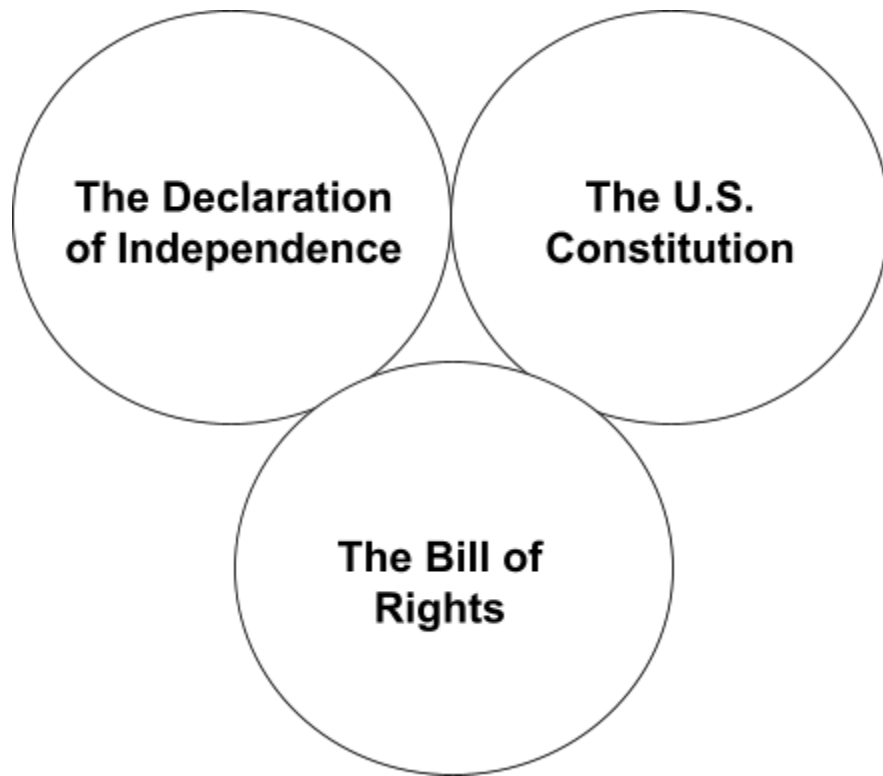 The Declaration
of Independence
The U.S.
Constitution
The Bill of
Rights